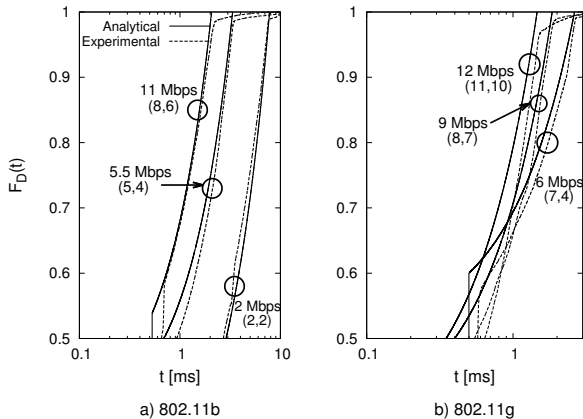 Analytical
Experimental
F_D(t)
1
0.9
0.8
0.7
0.6
0.5
11 Mbps
(8,6)
5.5 Mbps
(5,4)
2 Mbps
(2,2)
0.1
1
10
t [ms]
a) 802.11b
1
0.9
0.8
0.7
0.6
0.5
12 Mbps
(11,10)
9 Mbps
(8,7)
6 Mbps
(7,4)
0.1
1
t [ms]
b) 802.11g